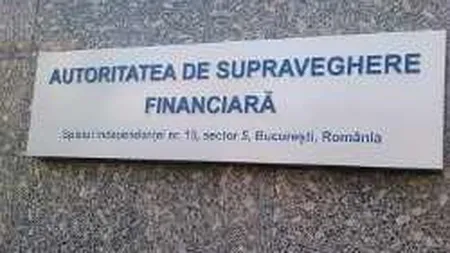 AUTORITATEA DE SUPRAVEGHERE
FINANCIARĂ
Splaiul Independenței nr. 15, sector 5, București, România